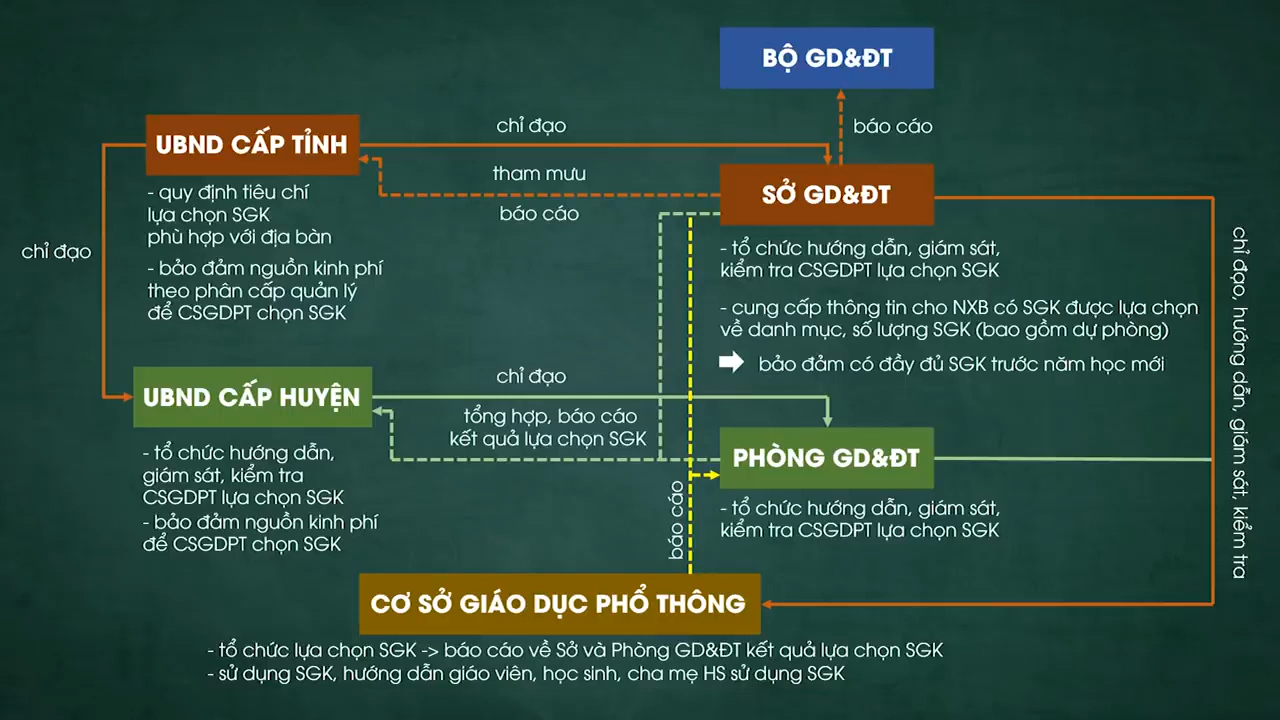 BỘ GD&ĐT
báo cáo
UBND CẤP TỈNH
chỉ đạo
tham mưu
báo cáo
SỞ GD&ĐT
- quy định tiêu chí
lựa chọn SGK
phù hợp với địa bàn
- bảo đảm nguồn kinh phí
theo phân cấp quản lý
để CSGDPT chọn SGK
chỉ đạo
- tổ chức hướng dẫn, giám sát,
kiểm tra CSGDPT lựa chọn SGK
- cung cấp thông tin cho NXB có SGK được lựa chọn
về danh mục, số lượng SGK (bao gồm dự phòng)
bảo đảm có đầy đủ SGK trước năm học mới
chỉ đạo, hướng dẫn, giám sát, kiểm tra
UBND CẤP HUYỆN
chỉ đạo
tổng hợp, báo cáo
kết quả lựa chọn SGK
PHÒNG GD&ĐT
- tổ chức hướng dẫn,
giám sát, kiểm tra
CSGDPT lựa chọn SGK
- bảo đảm nguồn kinh phí
để CSGDPT chọn SGK
- tổ chức hướng dẫn, giám sát,
kiểm tra CSGDPT lựa chọn SGK
báo cáo
CƠ SỞ GIÁO DỤC PHỔ THÔNG
- tổ chức lựa chọn SGK -> báo cáo về Sở và Phòng GD&ĐT kết quả lựa chọn SGK
- sử dụng SGK, hướng dẫn giáo viên, học sinh, cha mẹ HS sử dụng SGK